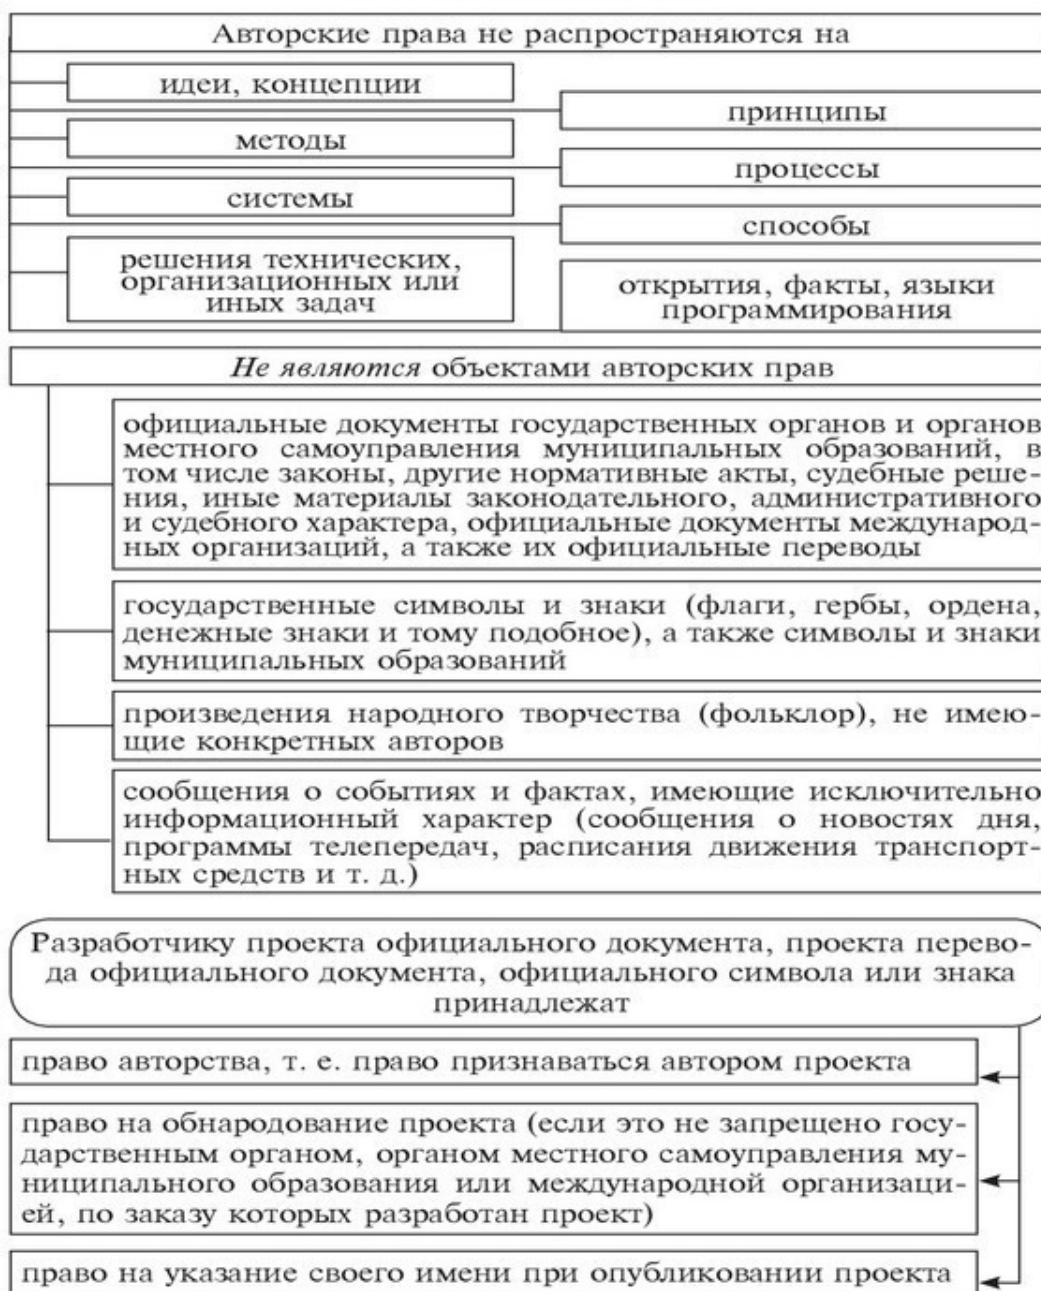 Авторские права не распространяются на
идеи, концепции
принципы
методы
процессы
системы
способы
решения технических,
организационных или
иных задач
открытия, факты, языки
программирования
Не являются объектами авторских прав
официальные документы государственных органов и органов
местного самоуправления муниципальных образований, в
том числе законы, другие нормативные акты, судебные реше-
ния, иные материалы законодательного, административного
и судебного характера, официальные документы международ-
ных организаций, а также их официальные переводы
государственные символы и знаки (флаги, гербы, ордена,
денежные знаки и тому подобное), а также символы и знаки
муниципальных образований
произведения народного творчества (фольклор), не имею-
щие конкретных авторов
сообщения о событиях и фактах, имеющие исключительно
информационный характер (сообщения о новостях дня,
программы телепередач, расписания движения транспорт-
ных средств и т. д.)
Разработчику проекта официального документа, проекта перево-
да официального документа, официального символа или знака
принадлежат
право авторства, т. е. право признаваться автором проекта
право на обнародование проекта (если это не запрещено госу-
дарственным органом, органом местного самоуправления му-
ниципального образования или международной организаци-
ей, по заказу которых разработан проект)
право на указание своего имени при опубликовании проекта